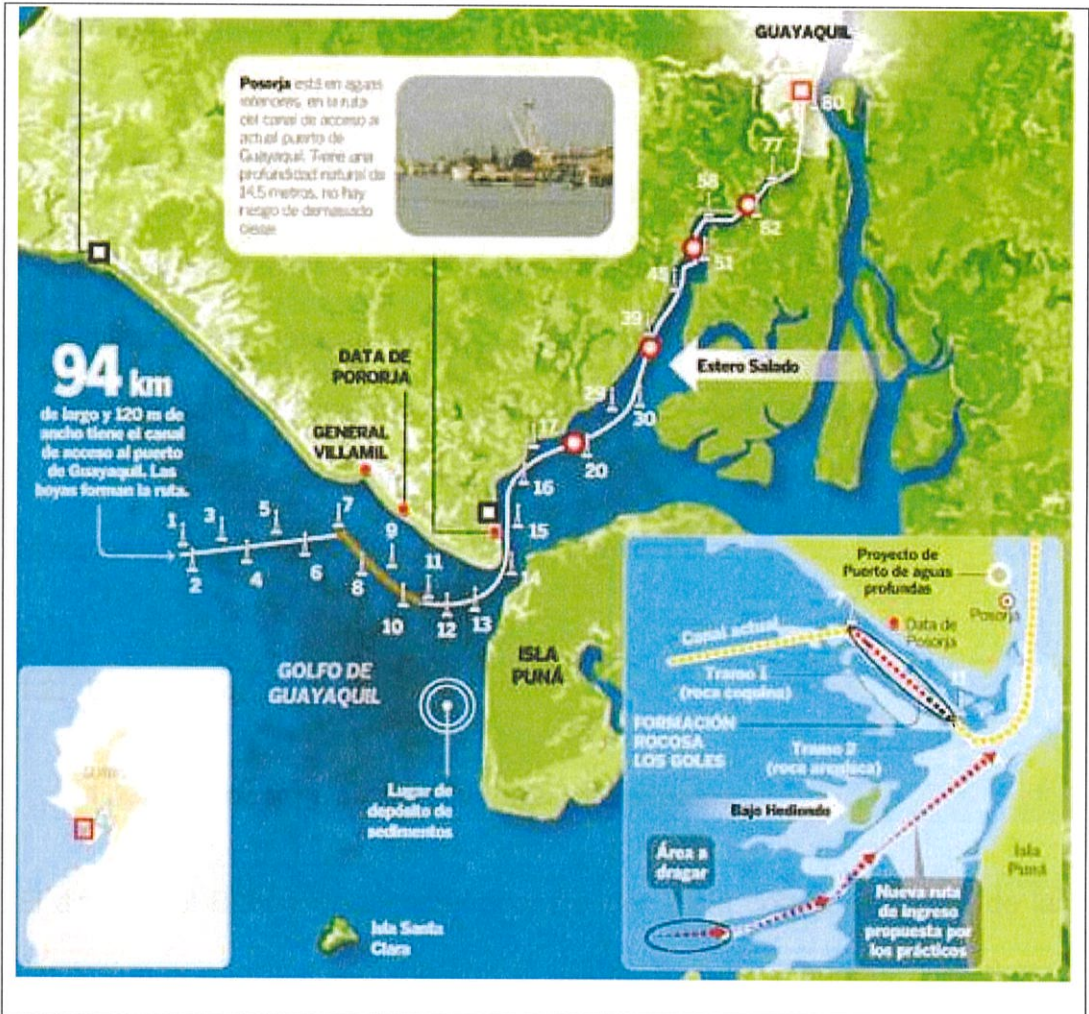 GUAYAQUIL
Posorja está en aguas
interiores, en la ruta
del canal de acceso al
actual puerto de
Guayaquil. Tiene una
profundidad natural de
14,5 metros, no hay
riesgo de demasiado
80
77
58
62
51
45
39
Estero Salado
29
30
17
20
16
15
14
94 km
de largo y 120 m de
ancho tiene el canal
de acceso al puerto
de Guayaquil. Las
boyas forman la ruta.
DATA DE
PORORJA
GENERAL
VILLAMIL
1
3
5
7
9
11
2
4
6
8
10
12
13
GOLFO DE
GUAYAQUIL
ISLA
PUNÁ
Lugar de
depósito de
sedimentos
Isla Santa
Clara
Proyecto de
Puerto de aguas
profundas
Posorja
Data de
Posorja
Canal actual
Tramo 1
(roca coquina)
11
FORMACIÓN
ROCOSA
LOS GOLES
Tramo 2
(roca arenisca)
Bajo Hediondo
Área a
dragar
Nueva ruta
de ingreso
propuesta por
los prácticos
Isla
Puná